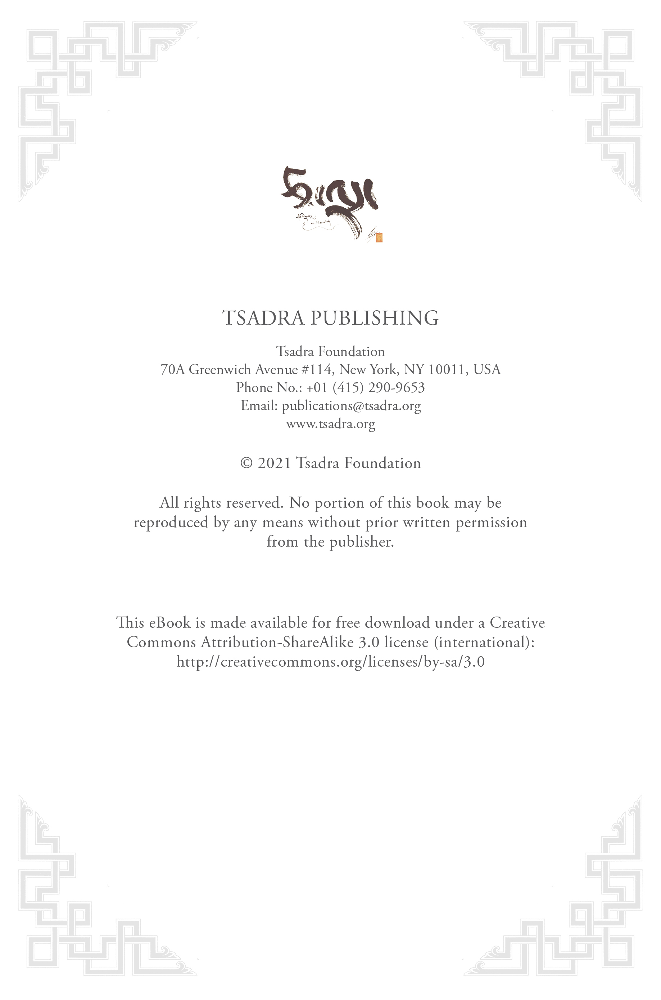 TSADRA PUBLISHING
Tsadra Foundation
70A Greenwich Avenue #114, New York, NY 10011, USA
Phone No.: +01 (415) 290-9653
Email: publications@tsadra.org
www.tsadra.org
© 2021 Tsadra Foundation
All rights reserved. No portion of this book may be
reproduced by any means without prior written permission
from the publisher.
This eBook is made available for free download under a Creative
Commons Attribution-ShareAlike 3.0 license (international):
http://creativecommons.org/licenses/by-sa/3.0